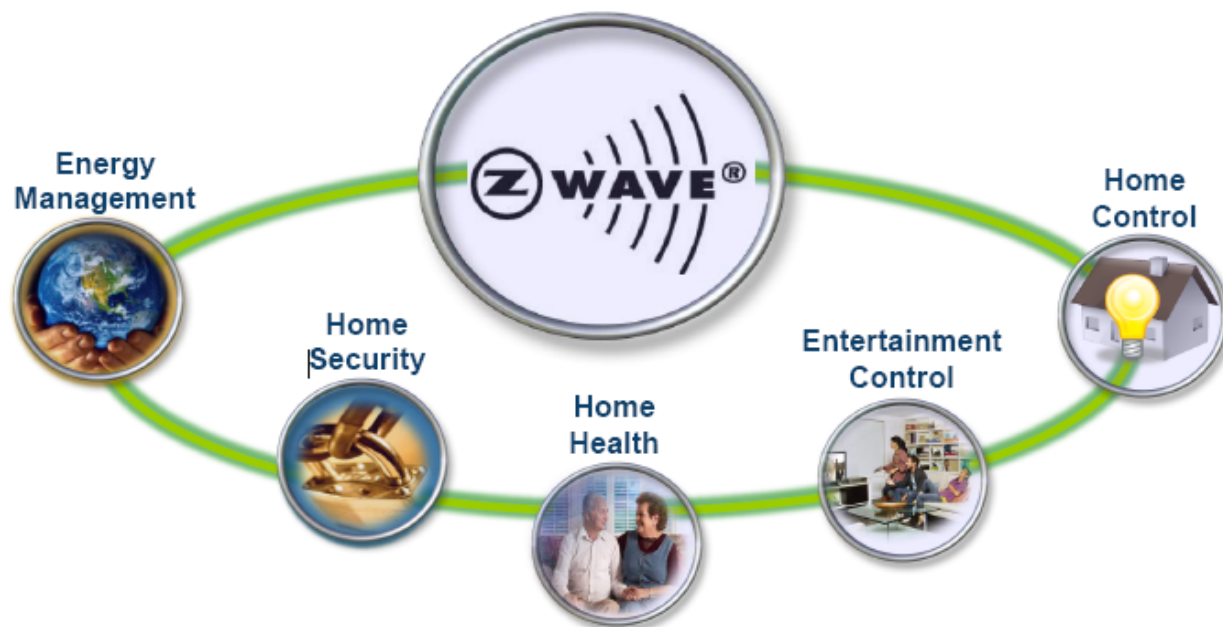 Z WAVE®
Energy
Management
Home
Security
Home
Health
Entertainment
Control
Home
Control